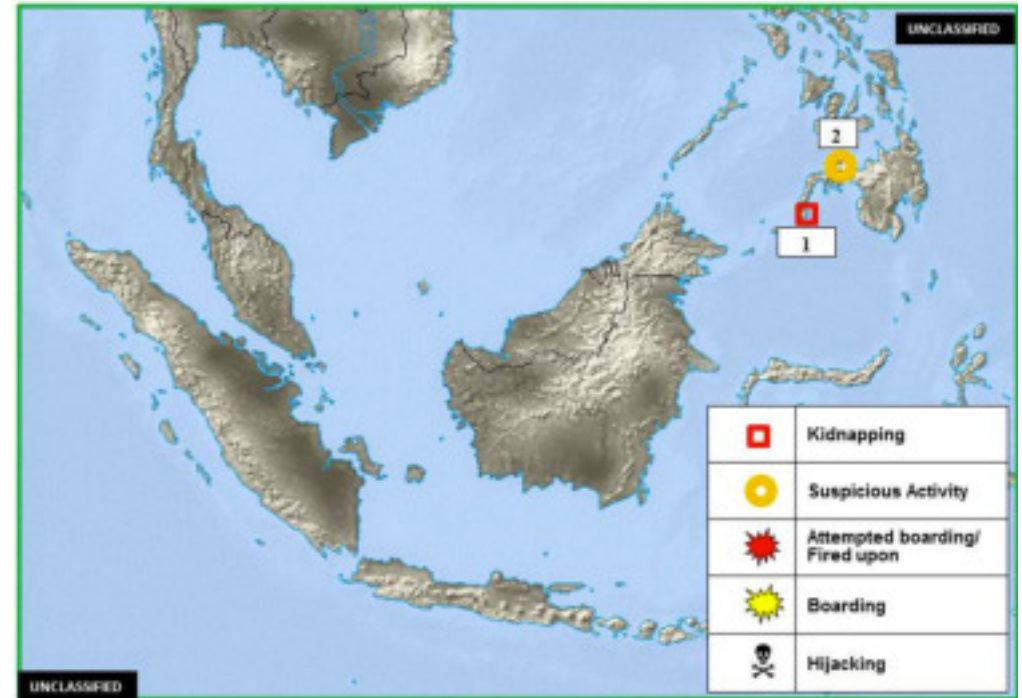 UNCLASSIFIED
2
1
Kidnapping
Suspicious Activity
Attempted boarding/
Fired upon
Boarding
Hijacking
UNCLASSIFIED